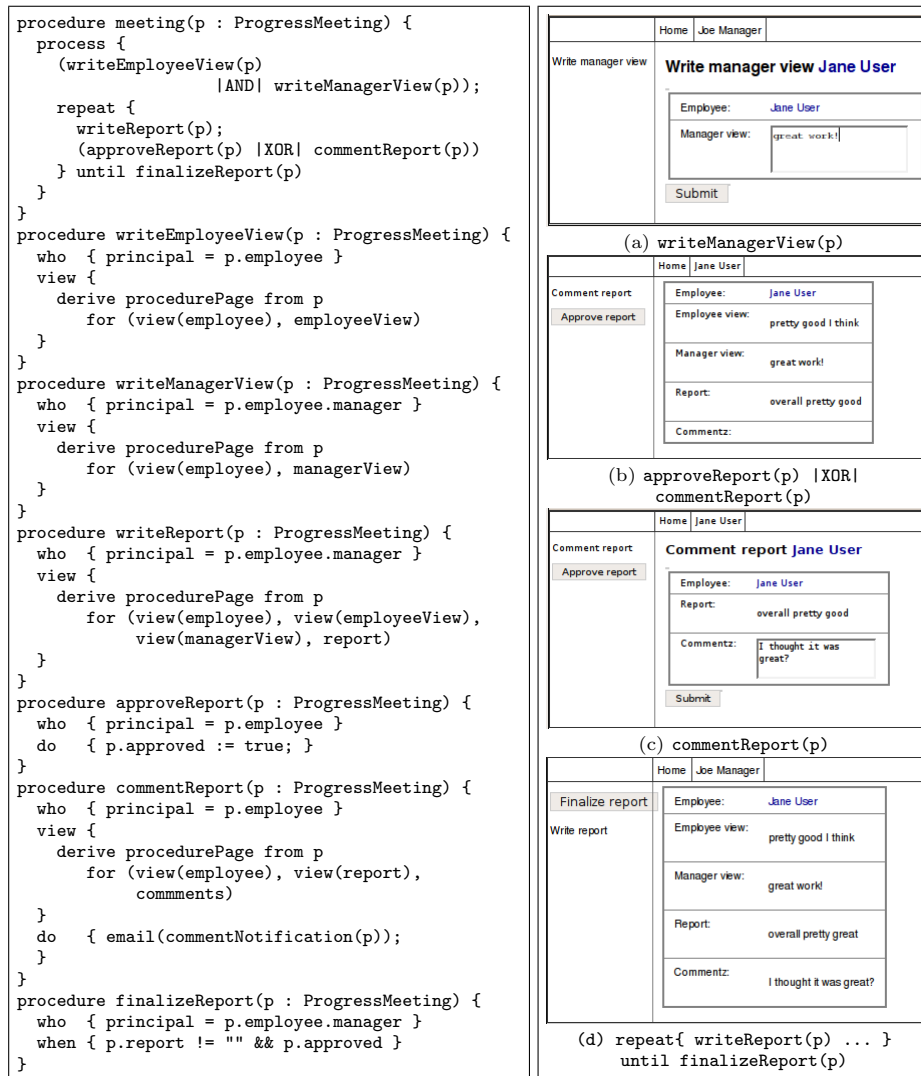 procedure meeting(p : ProgressMeeting) {
process {
(writeEmployeeView(p)
|AND| writeManagerView(p));
repeat {
writeReport(p);
(approveReport(p) |XOR| commentReport(p))
} until finalizeReport(p)
}
}
procedure writeEmployeeView(p : ProgressMeeting) {
who { principal = p.employee }
view {
derive procedurePage from p
for (view(employee), employeeView)
}
}
procedure writeManagerView(p : ProgressMeeting) {
who { principal = p.employee.manager }
view {
derive procedurePage from p
for (view(employee), managerView)
}
}
procedure writeReport(p : ProgressMeeting) {
who { principal = p.employee.manager }
view {
derive procedurePage from p
for (view(employee), view(employeeView),
view(managerView), report)
}
}
procedure approveReport(p : ProgressMeeting) {
who { principal = p.employee }
do { p.approved := true; }
}
procedure commentReport(p : ProgressMeeting) {
who { principal = p.employee }
view {
derive procedurePage from p
for (view(employee), view(report),
commments)
}
do { email(commentNotification(p));
}
}
procedure finalizeReport(p : ProgressMeeting) {
who { principal = p.employee.manager }
when { p.report != "" && p.approved }
}
Home Joe Manager
Write manager view
Write manager view Jane User
Employee: Jane User
Manager view: great work!
Submit
(a) writeManagerView(p)
Home Jane User
Comment report
Approve report
Employee: Jane User
Employee view:
pretty good I think
Manager view:
great work!
Report:
overall pretty good
Commentz:
(b) approveReport(p) |XOR|
commentReport(p)
Home Jane User
Comment report
Approve report
Comment report Jane User
Employee: Jane User
Report:
overall pretty good
Commentz: I thought it was
great?
Submit
(c) commentReport(p)
Home Joe Manager
Finalize report
Write report
Employee: Jane User
Employee view:
pretty good I think
Manager view:
great work!
Report:
overall pretty great
Commentz:
I thought it was great?
(d) repeat{ writeReport(p) ... }
until finalizeReport(p)